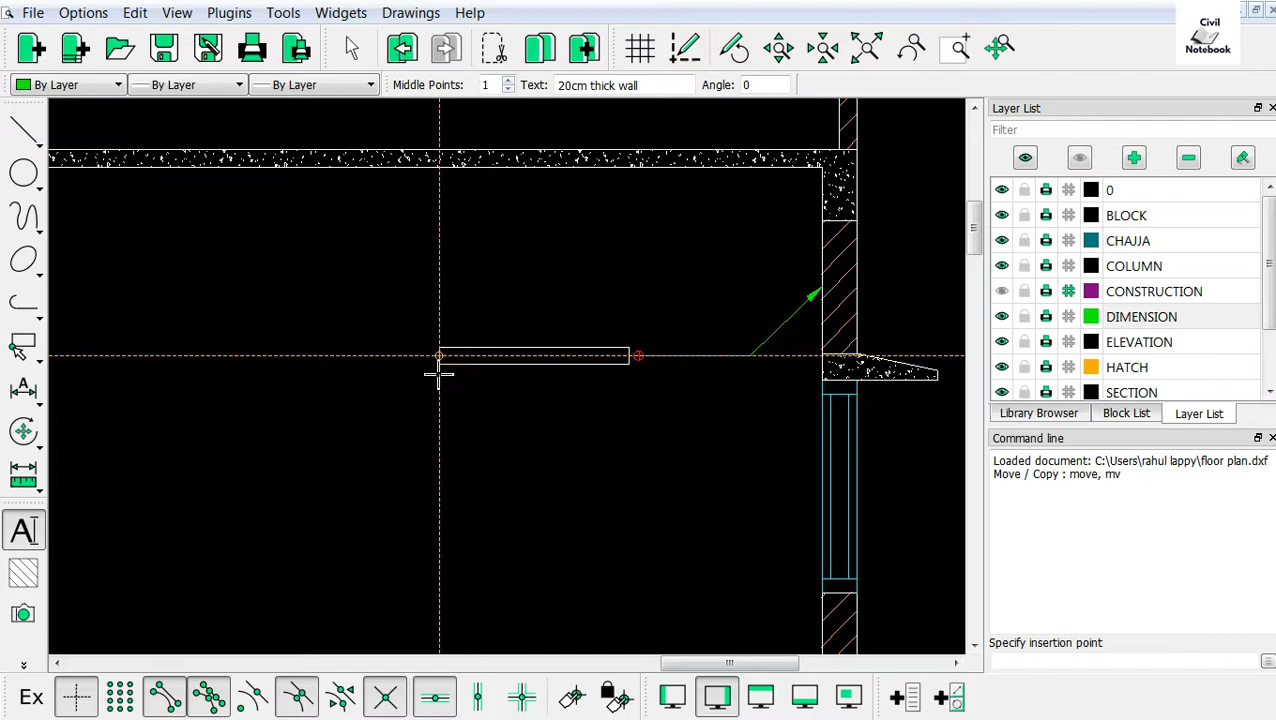 File Options Edit View Plugins Tools Widgets Drawings Help
Civil
Notebook
By Layer By Layer By Layer Middle Points: 1 Text: 20cm thick wall Angle: 0
Layer List
Filter
0
BLOCK
CHAJJA
COLUMN
CONSTRUCTION
DIMENSION
ELEVATION
HATCH
SECTION
Library Browser Block List Layer List
Command line
Loaded document: C:\Users\rahul lappy\floor plan.dxf
Move / Copy : move, mv
Specify insertion point
A
A
Ex